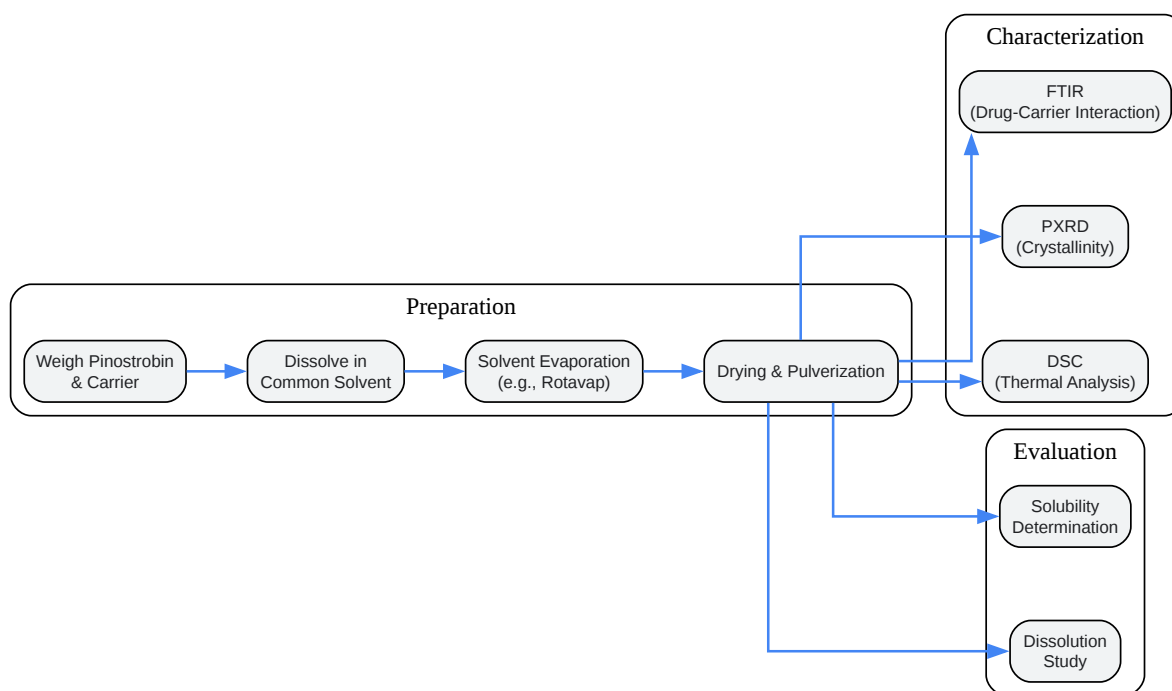 Characterization
FTIR
(Drug-Carrier Interaction)
PXRD
(Crystallinity)
Preparation
Weigh Pinostrobin
& Carrier
Dissolve in
Common Solvent
Solvent Evaporation
(e.g., Rotavap)
Drying & Pulverization
DSC
(Thermal Analysis)
Evaluation
Solubility
Determination
Dissolution
Study